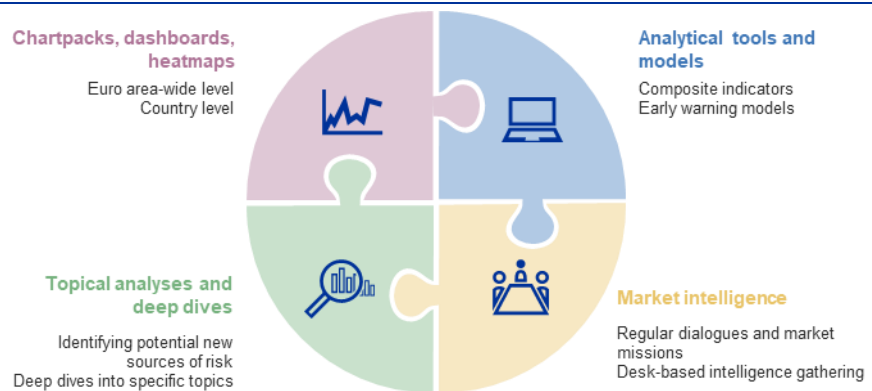 Chartpacks, dashboards,
heatmaps
Euro area-wide level
Country level
Analytical tools and
models
Composite indicators
Early warning models
Topical analyses and
deep dives
Identifying potential new
sources of risk
Deep dives into specific topics
Market intelligence
Regular dialogues and market
missions
Desk-based intelligence gathering